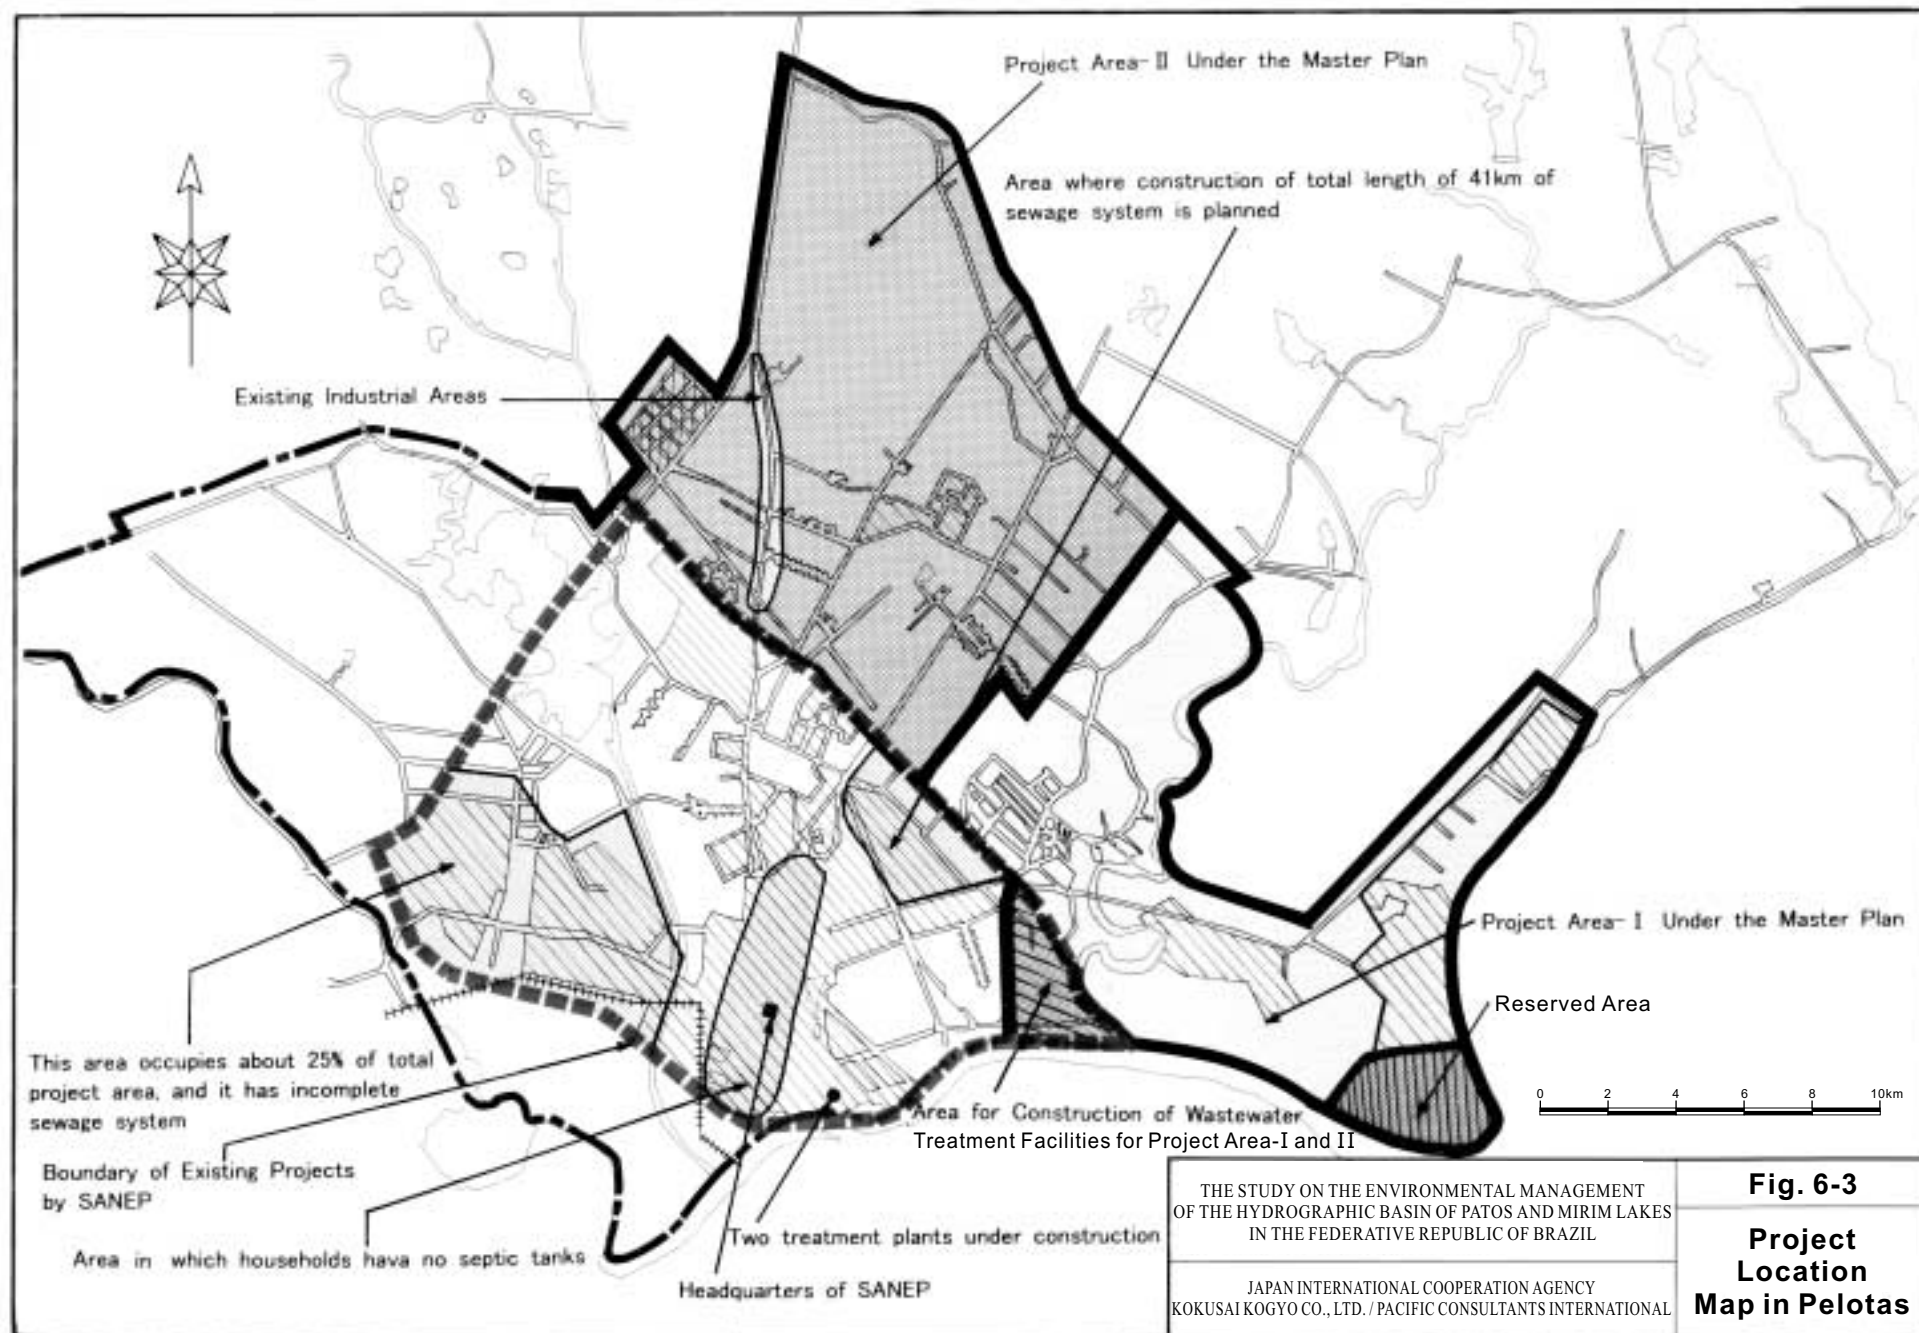 Project Area-II Under the Master Plan
Area where construction of total length of 41km of
sewage system is planned
Existing Industrial Areas
Project Area-I Under the Master Plan
Reserved Area
0 2 4 6 8 10km
This area occupies about 25% of total
project area, and it has incomplete
sewage system
Boundary of Existing Projects
by SANEP
Area in which households hava no septic tanks
Area for Construction of Wastewater
Treatment Facilities for Project Area-I and II
Two treatment plants under construction
Headquarters of SANEP
THE STUDY ON THE ENVIRONMENTAL MANAGEMENT
OF THE HYDROGRAPHIC BASIN OF PATOS AND MIRIM LAKES
IN THE FEDERATIVE REPUBLIC OF BRAZIL
JAPAN INTERNATIONAL COOPERATION AGENCY
KOKUSAI KOGYO CO., LTD. / PACIFIC CONSULTANTS INTERNATIONAL
Fig. 6-3
Project
Location
Map in Pelotas